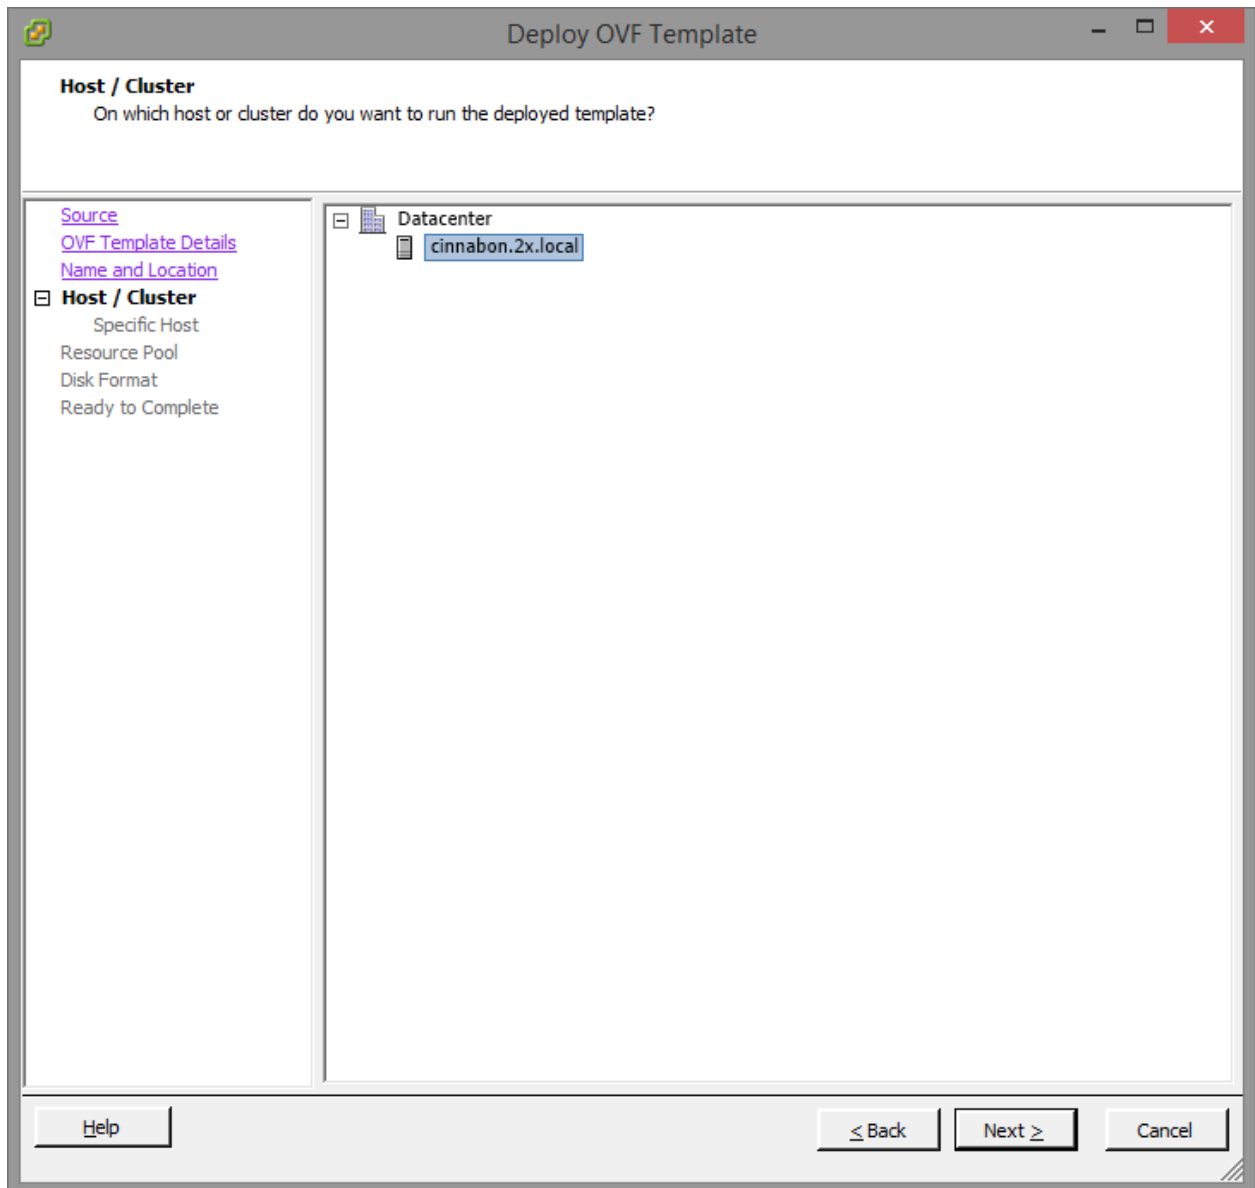 Deploy OVF Template
Host / Cluster
On which host or cluster do you want to run the deployed template?
Source
OVF Template Details
Name and Location
Host / Cluster
Specific Host
Resource Pool
Disk Format
Ready to Complete
Datacenter
cinnabon.2x.local
Help
< Back
Next >
Cancel